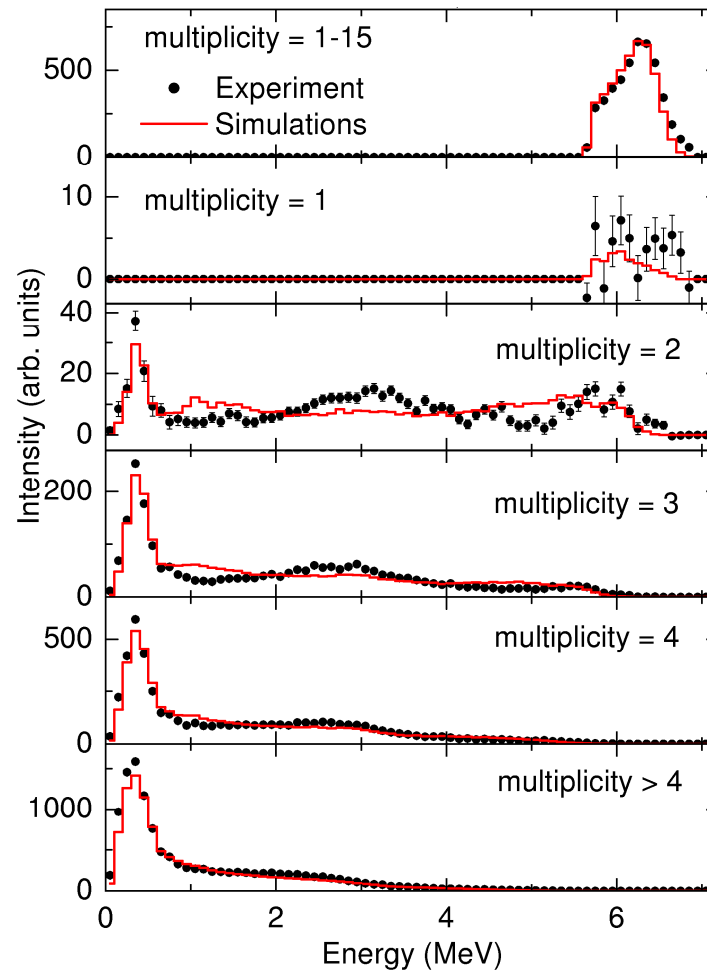 multiplicity = 1-15
Experiment
Simulations
500
0
multiplicity = 1
10
0
multiplicity = 2
40
20
0
multiplicity = 3
200
0
multiplicity = 4
500
0
multiplicity > 4
1000
0
Intensity (arb. units)
0 2 4 6
Energy (MeV)